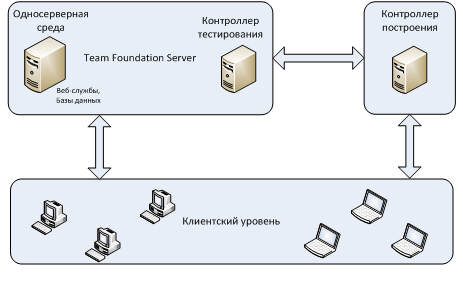 Односерверная
среда
Team Foundation Server
Веб-службы,
Базы данных
Контроллер
тестирования
Контроллер
построения
Клиентский уровень